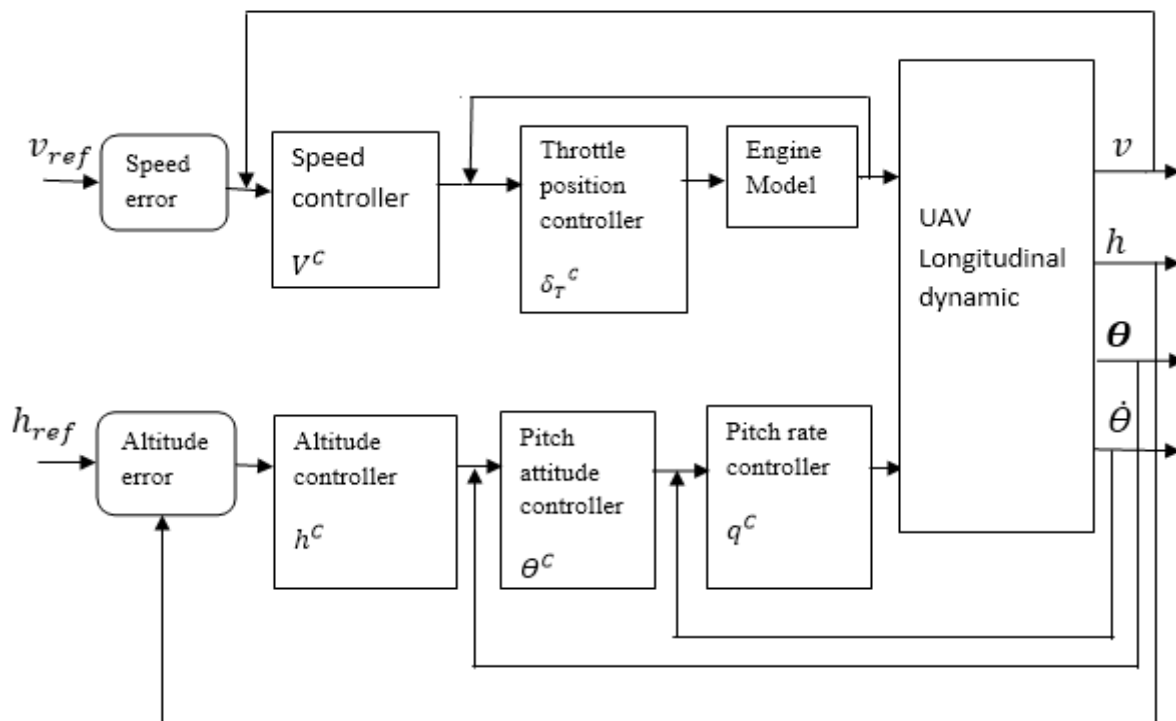 v_ref
Speed
error
Speed
controller
V^C
Throttle
position
controller
δ_T^C
Engine
Model
UAV
Longitudinal
dynamic
v
h
θ
θ̇
h_ref
Altitude
error
Altitude
controller
h^C
Pitch
attitude
controller
θ^C
Pitch rate
controller
q^C